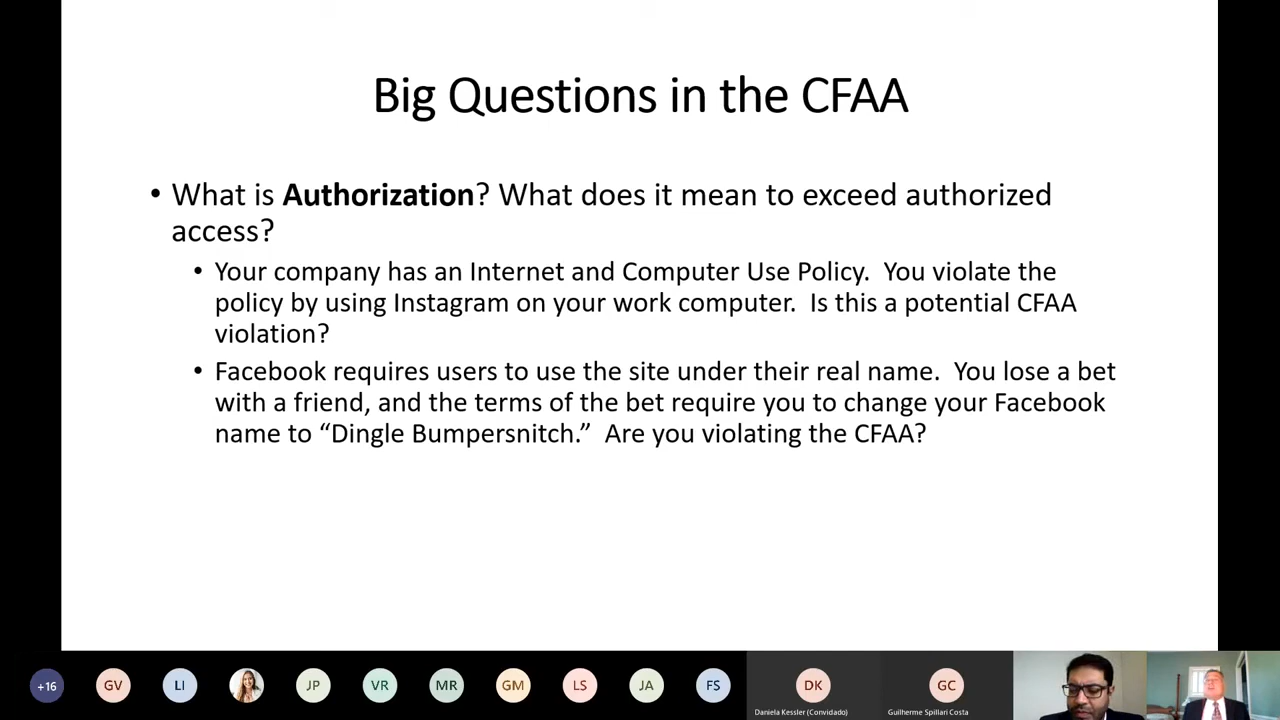 Big Questions in the CFAA
• What is Authorization? What does it mean to exceed authorized
access?
• Your company has an Internet and Computer Use Policy.  You violate the
policy by using Instagram on your work computer.  Is this a potential CFAA
violation?
• Facebook requires users to use the site under their real name.  You lose a bet
with a friend, and the terms of the bet require you to change your Facebook
name to “Dingle Bumpersnitch.”  Are you violating the CFAA?
+16 GV LI JP VR MR GM LS JA FS DK GC
Daniela Kessler (Convidado) Guilherme Spillari Costa